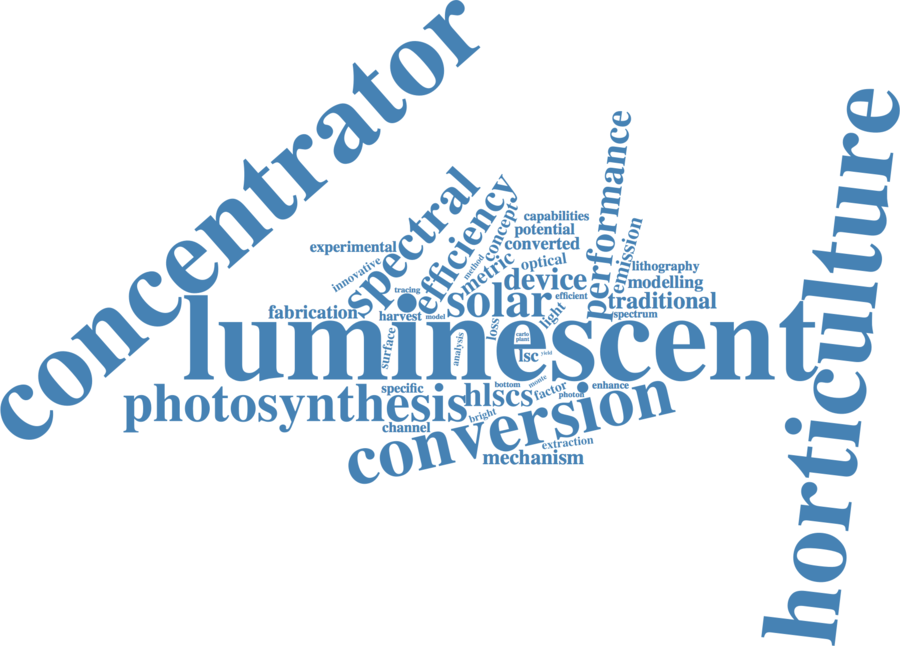 concentrator
horticulture
performance
spectral
efficiency
concept
capabilities
potential
converted
experimental
innovative
method
metric
optical
emission
lithography
device
modelling
tracing
solar
efficient
traditional
fabrication
harvest
model
light
spectrum
luminescent
surface
analysis
loss
carlo
plant
lsc
yield
photosynthesis
specific
hlscs
bottom
monte
factor
photon
enhance
conversion
channel
bright
extraction
mechanism